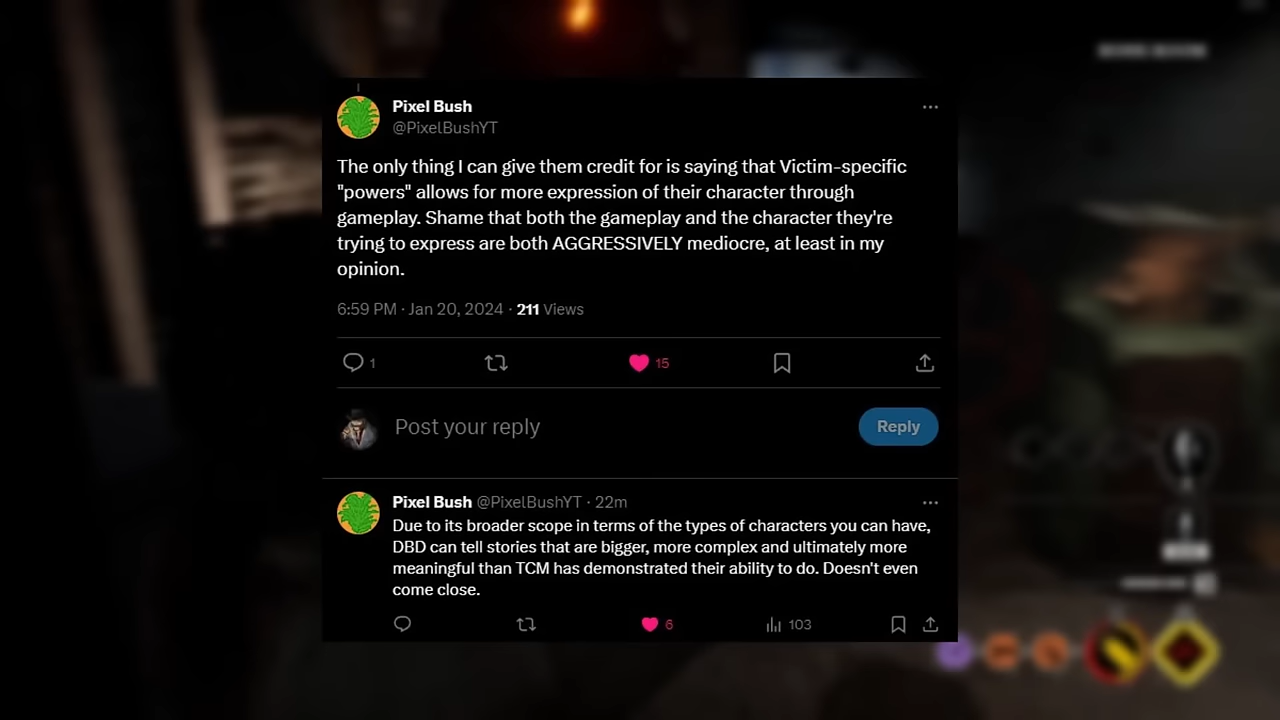 Pixel Bush
@PixelBushYT
The only thing I can give them credit for is saying that Victim-specific
"powers" allows for more expression of their character through
gameplay. Shame that both the gameplay and the character they're
trying to express are both AGGRESSIVELY mediocre, at least in my
opinion.
6:59 PM · Jan 20, 2024 · 211 Views
1
15
Post your reply
Reply
Pixel Bush @PixelBushYT · 22m
Due to its broader scope in terms of the types of characters you can have,
DBD can tell stories that are bigger, more complex and ultimately more
meaningful than TCM has demonstrated their ability to do. Doesn't even
come close.
6
103